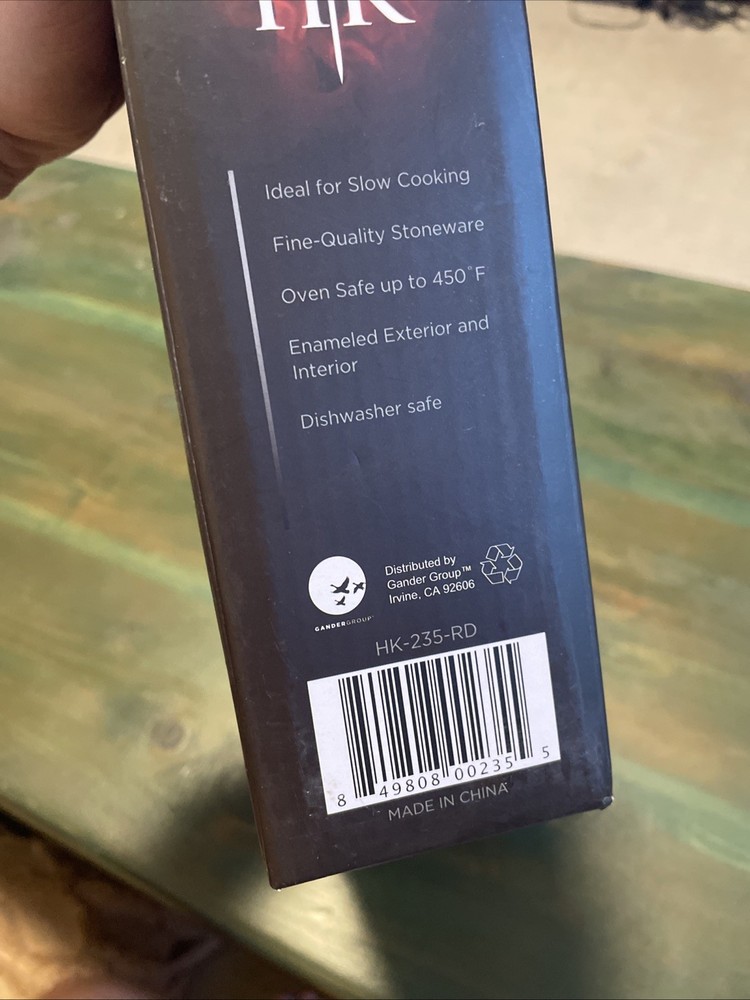 HK
Ideal for Slow Cooking
Fine-Quality Stoneware
Oven Safe up to 450°F
Enameled Exterior and
Interior
Dishwasher safe
GANDERGROUP
Distributed by
Gander Group™
Irvine, CA 92606
HK-235-RD
8 49808 00235 5
MADE IN CHINA